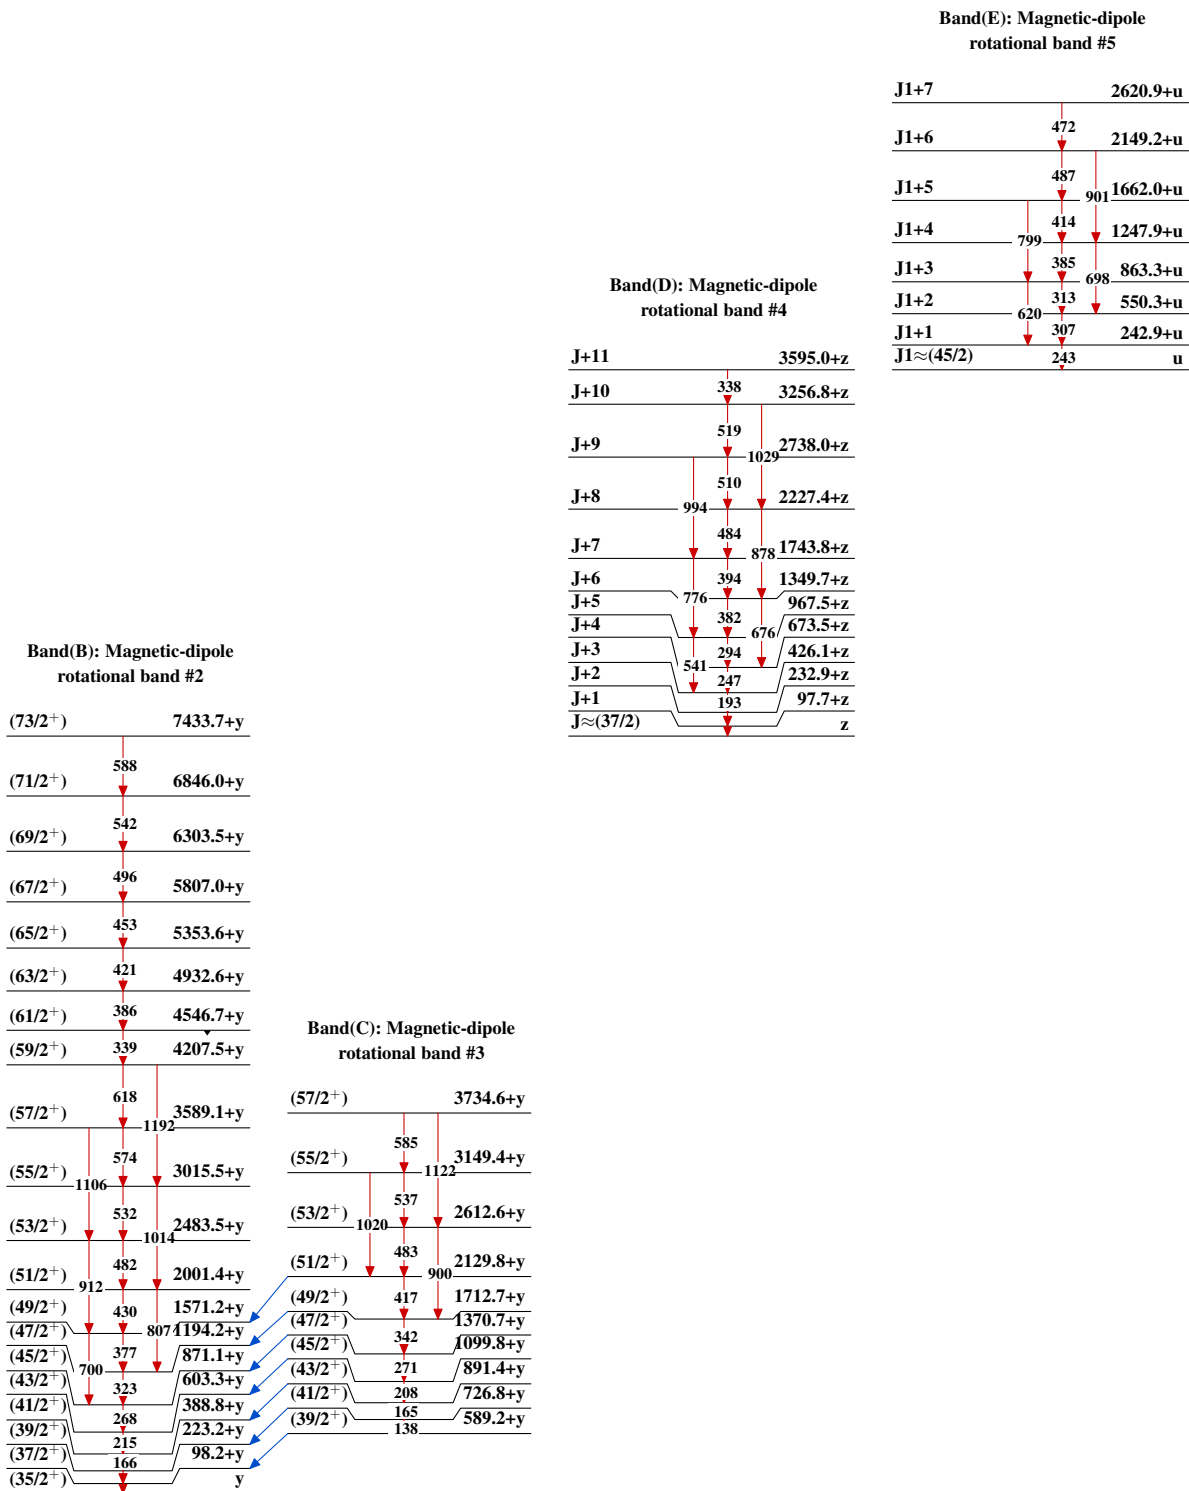 Band(E): Magnetic-dipole
rotational band #5
J1+7 2620.9+u
472
J1+6 2149.2+u
487
901
J1+5 1662.0+u
414
799
J1+4 1247.9+u
385
698
J1+3 863.3+u
313
620
J1+2 550.3+u
307
J1+1 242.9+u
243
J1≈(45/2) u
Band(D): Magnetic-dipole
rotational band #4
J+11 3595.0+z
338
J+10 3256.8+z
519
1029
J+9 2738.0+z
510
994
J+8 2227.4+z
484
878
J+7 1743.8+z
394
776
J+6 1349.7+z
382
676
J+5 967.5+z
294
541
J+4 673.5+z
247
J+3 426.1+z
193
J+2 232.9+z
J+1 97.7+z
J≈(37/2) z
Band(B): Magnetic-dipole
rotational band #2
(73/2+) 7433.7+y
588
(71/2+) 6846.0+y
542
(69/2+) 6303.5+y
496
(67/2+) 5807.0+y
453
(65/2+) 5353.6+y
421
(63/2+) 4932.6+y
386
(61/2+) 4546.7+y
339
(59/2+) 4207.5+y
618
1192
(57/2+) 3589.1+y
574
1106
(55/2+) 3015.5+y
532
1014
(53/2+) 2483.5+y
482
912
(51/2+) 2001.4+y
430
807
(49/2+) 1571.2+y
377
700
(47/2+) 1194.2+y
323
(45/2+) 871.1+y
268
(43/2+) 603.3+y
215
(41/2+) 388.8+y
166
(39/2+) 223.2+y
(37/2+) 98.2+y
(35/2+) y
Band(C): Magnetic-dipole
rotational band #3
(57/2+) 3734.6+y
585
1122
(55/2+) 3149.4+y
537
1020
(53/2+) 2612.6+y
483
900
(51/2+) 2129.8+y
417
(49/2+) 1712.7+y
342
(47/2+) 1370.7+y
271
(45/2+) 1099.8+y
208
(43/2+) 891.4+y
165
(41/2+) 726.8+y
138
(39/2+) 589.2+y